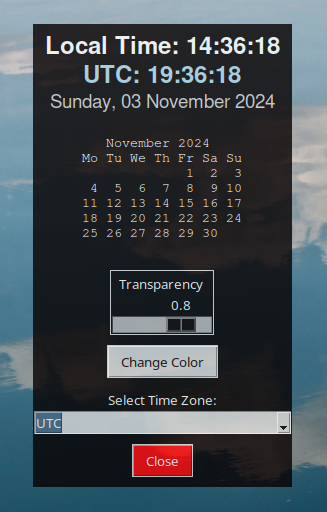 Local Time: 14:36:18
UTC: 19:36:18
Sunday, 03 November 2024
November 2024
Mo Tu We Th Fr Sa Su
1 2 3
4 5 6 7 8 9 10
11 12 13 14 15 16 17
18 19 20 21 22 23 24
25 26 27 28 29 30
Transparency
0.8
Change Color
Select Time Zone:
UTC
Close